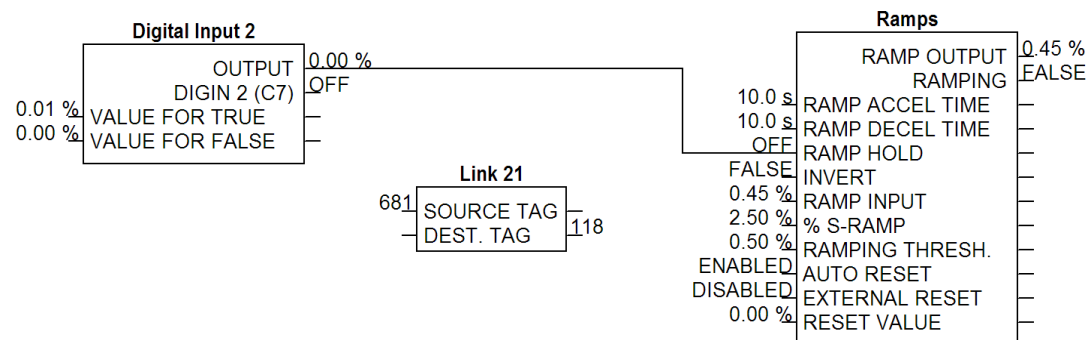 Digital Input 2
OUTPUT 0.00 %
DIGIN 2 (C7) OFF
0.01 % VALUE FOR TRUE
0.00 % VALUE FOR FALSE
Link 21
681 SOURCE TAG
DEST. TAG 118
Ramps
RAMP OUTPUT 0.45 %
RAMPING FALSE
10.0 s RAMP ACCEL TIME
10.0 s RAMP DECEL TIME
OFF RAMP HOLD
FALSE INVERT
0.45 % RAMP INPUT
2.50 % % S-RAMP
0.50 % RAMPING THRESH.
ENABLED AUTO RESET
DISABLED EXTERNAL RESET
0.00 % RESET VALUE